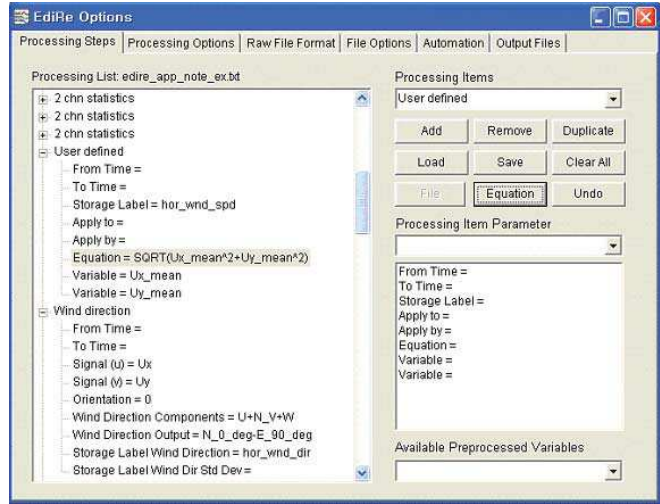 EdiRe Options
Processing Steps
Processing Options
Raw File Format
File Options
Automation
Output Files
Processing List: edire_app_note_ex.txt
2 chn statistics
2 chn statistics
2 chn statistics
User defined
From Time =
To Time =
Storage Label = hor_wnd_spd
Apply to =
Apply by =
Equation = SQRT(Ux_mean^2+Uy_mean^2)
Variable = Ux_mean
Variable = Uy_mean
Wind direction
From Time =
To Time =
Signal (u) = Ux
Signal (v) = Uy
Orientation = 0
Wind Direction Components = U+N_V+W
Wind Direction Output = N_0_deg-E_90_deg
Storage Label Wind Direction = hor_wnd_dir
Storage Label Wind Dir Std Dev =
Processing Items
User defined
Add
Remove
Duplicate
Load
Save
Clear All
File
Equation
Undo
Processing Item Parameter
From Time =
To Time =
Storage Label =
Apply to =
Apply by =
Equation =
Variable =
Variable =
Available Preprocessed Variables